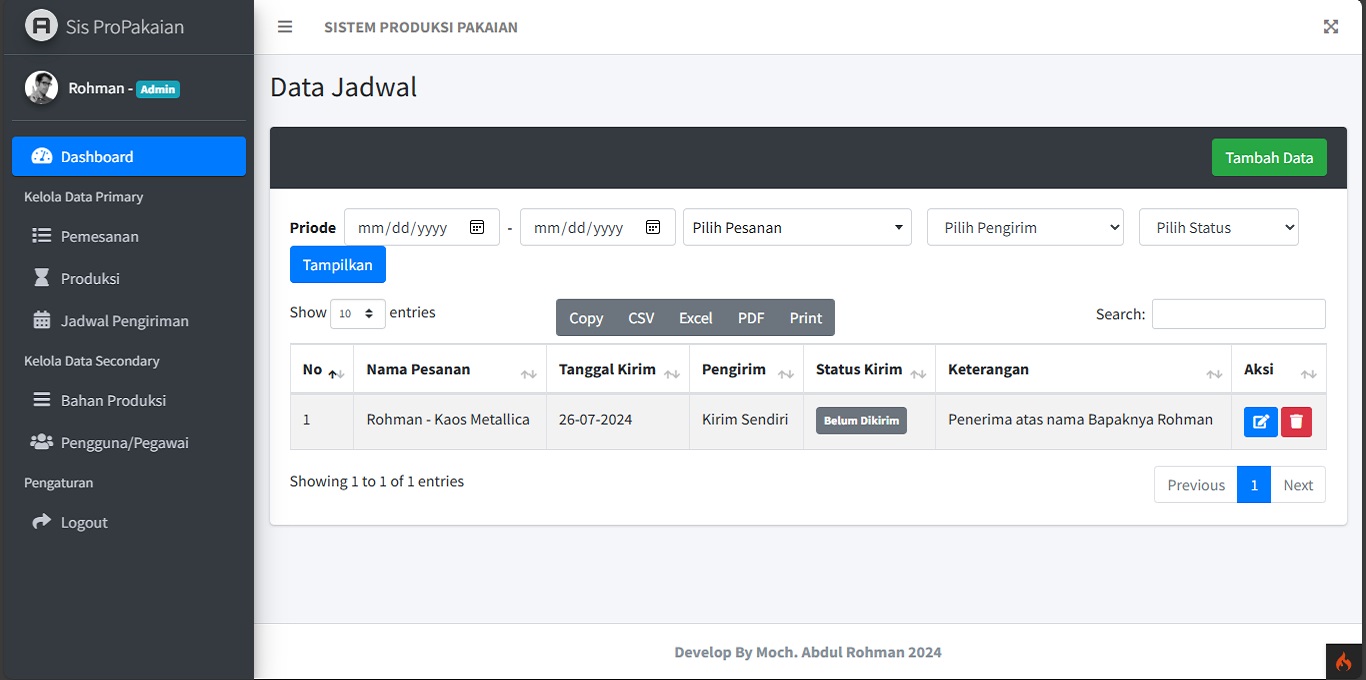 Sis ProPakaian
SISTEM PRODUKSI PAKAIAN
Rohman - Admin
Dashboard
Kelola Data Primary
Pemesanan
Produksi
Jadwal Pengiriman
Kelola Data Secondary
Bahan Produksi
Pengguna/Pegawai
Pengaturan
Logout
Data Jadwal
Tambah Data
Priode mm/dd/yyyy - mm/dd/yyyy Pilih Pesanan Pilih Pengirim Pilih Status
Tampilkan
Show 10 entries Copy CSV Excel PDF Print Search:
No Nama Pesanan Tanggal Kirim Pengirim Status Kirim Keterangan Aksi
1 Rohman - Kaos Metallica 26-07-2024 Kirim Sendiri Belum Dikirim Penerima atas nama Bapaknya Rohman
Showing 1 to 1 of 1 entries Previous 1 Next
Develop By Moch. Abdul Rohman 2024